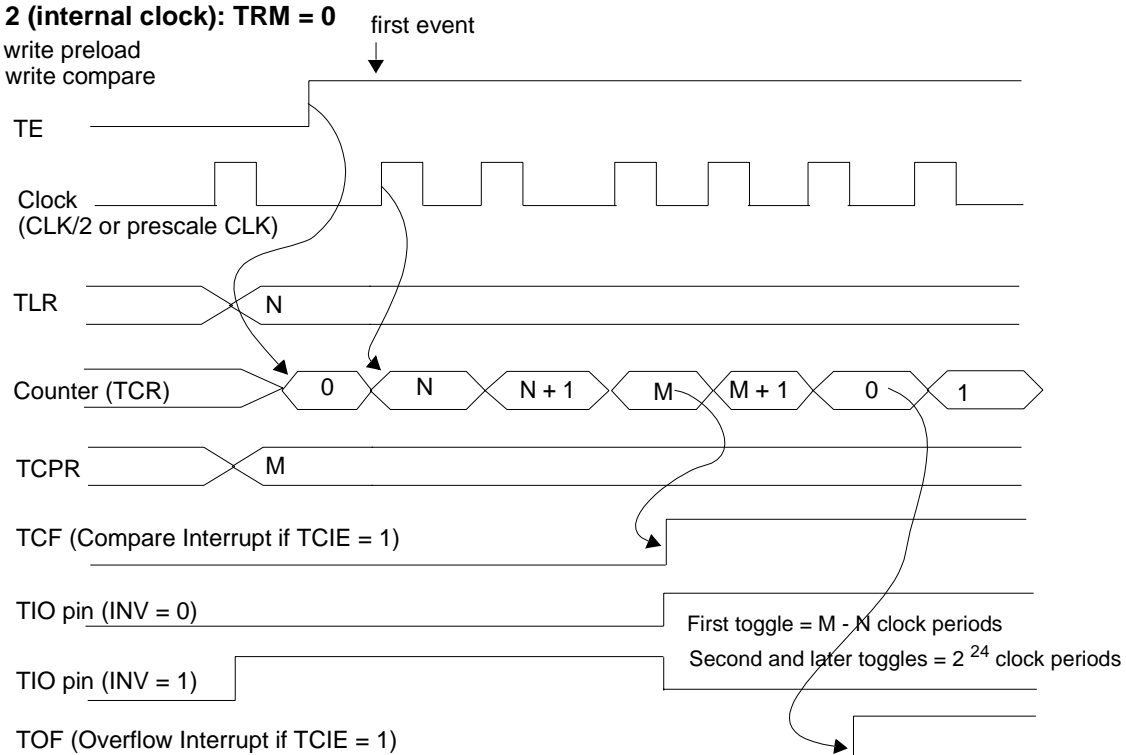 2 (internal clock): TRM = 0
first event
write preload
write compare
TE
Clock
(CLK/2 or prescale CLK)
TLR
N
Counter (TCR)
0
N
N + 1
M
M + 1
0
1
TCPR
M
TCF (Compare Interrupt if TCIE = 1)
TIO pin (INV = 0)
First toggle = M - N clock periods
Second and later toggles = 2 24 clock periods
TIO pin (INV = 1)
TOF (Overflow Interrupt if TCIE = 1)